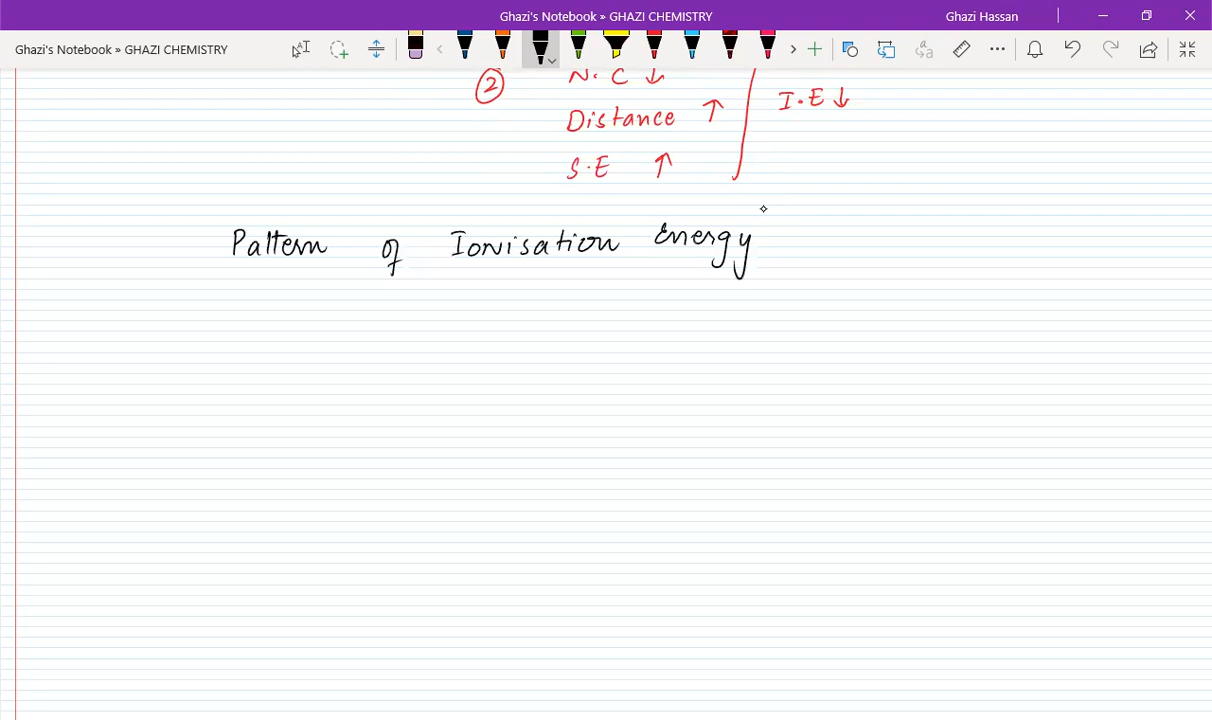 Ghazi's Notebook » GHAZI CHEMISTRY
Ghazi Hassan
Ghazi's Notebook » GHAZI CHEMISTRY
② N.C ↓
I.E ↓
Distance ↑
S.E ↑
Pattern of Ionisation Energy